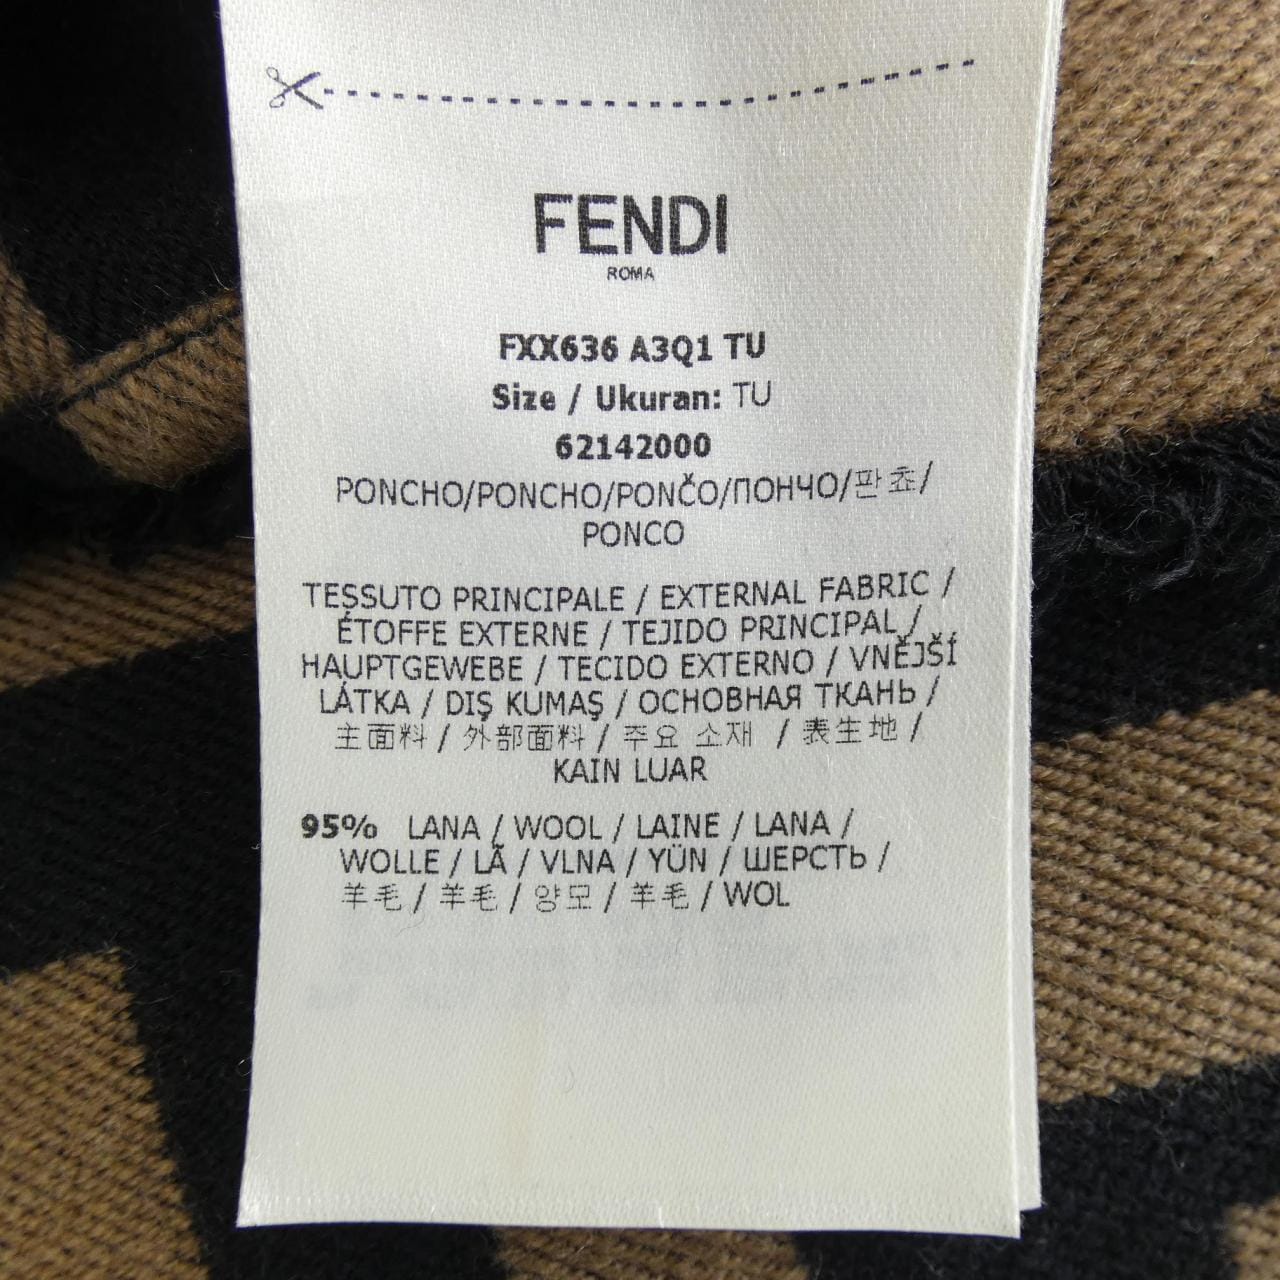 FENDI
ROMA
FXX636 A3Q1 TU
Size / Ukuran: TU
62142000
PONCHO/PONCHO/PONČO/ПОНЧО/판쵸/
PONCO
TESSUTO PRINCIPALE / EXTERNAL FABRIC /
ÉTOFFE EXTERNE / TEJIDO PRINCIPAL /
HAUPTGEWEBE / TECIDO EXTERNO / VNĚJŠÍ
LÁTKA / DIŞ KUMAŞ / ОСНОВНАЯ ТКАНЬ /
主面料 / 外部面料 / 주요 소재 / 表生地 /
KAIN LUAR
95% LANA / WOOL / LAINE / LANA /
WOLLE / LÃ / VLNA / YÜN / ШЕРСТЬ /
羊毛 / 羊毛 / 양모 / 羊毛 / WOL